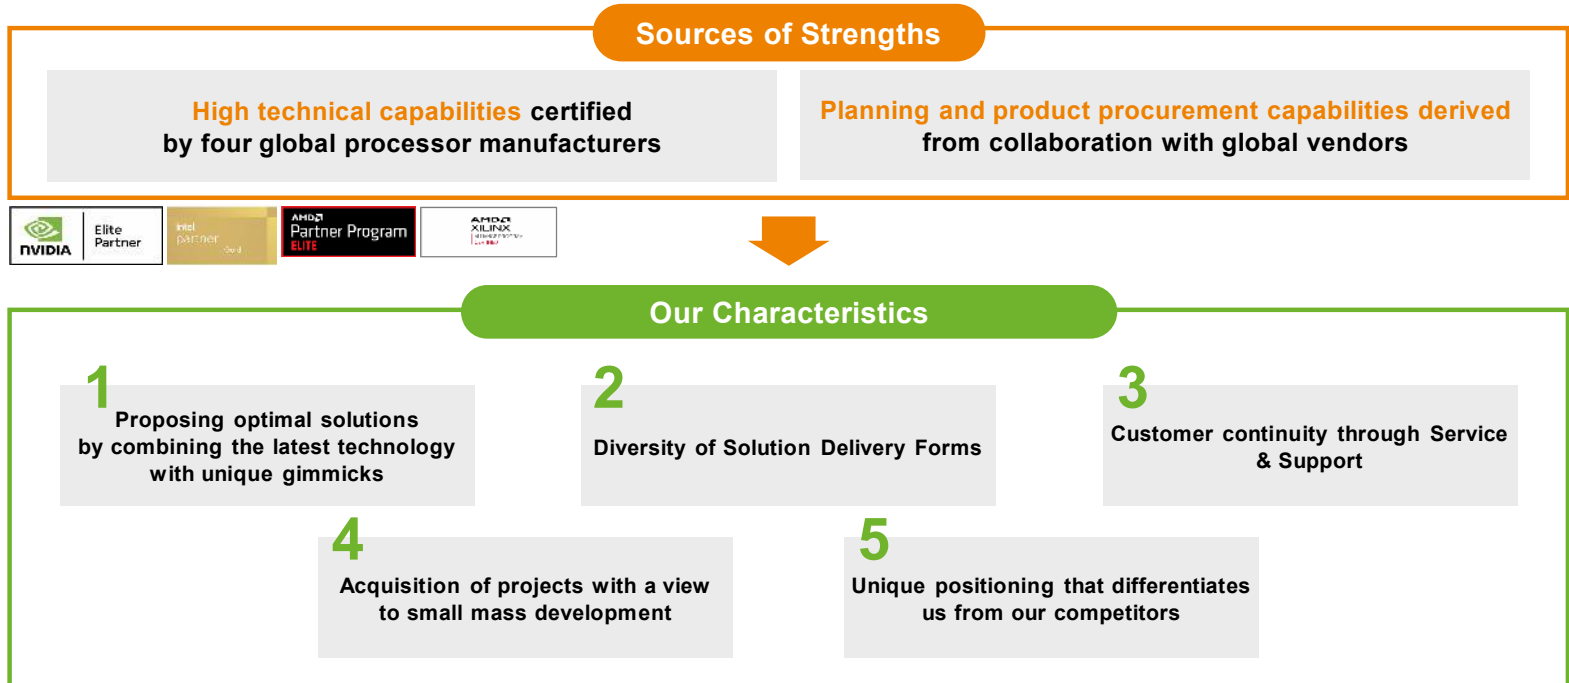 Sources of Strengths
High technical capabilities certified
by four global processor manufacturers
Planning and product procurement capabilities derived
from collaboration with global vendors
NVIDIA
Elite
Partner
intel
partner
Gold
AMD
Partner Program
ELITE
AMD
XILINX
Our Characteristics
1
Proposing optimal solutions
by combining the latest technology
with unique gimmicks
2
Diversity of Solution Delivery Forms
3
Customer continuity through Service
& Support
4
Acquisition of projects with a view
to small mass development
5
Unique positioning that differentiates
us from our competitors